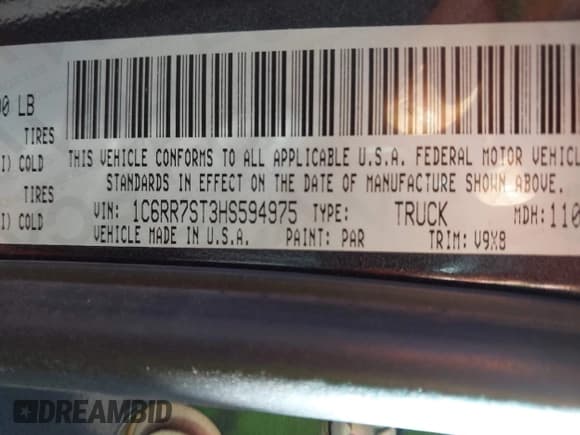 00 LB
TIRES
I) COLD
TIRES
I) COLD
THIS VEHICLE CONFORMS TO ALL APPLICABLE U.S.A. FEDERAL MOTOR VEHICL
STANDARDS IN EFFECT ON THE DATE OF MANUFACTURE SHOWN ABOVE.
VIN: 1C6RR7ST3HS594975 TYPE: TRUCK MDH: 110
VEHICLE MADE IN U.S.A. PAINT: PAR TRIM: V9X8
DREAMBID